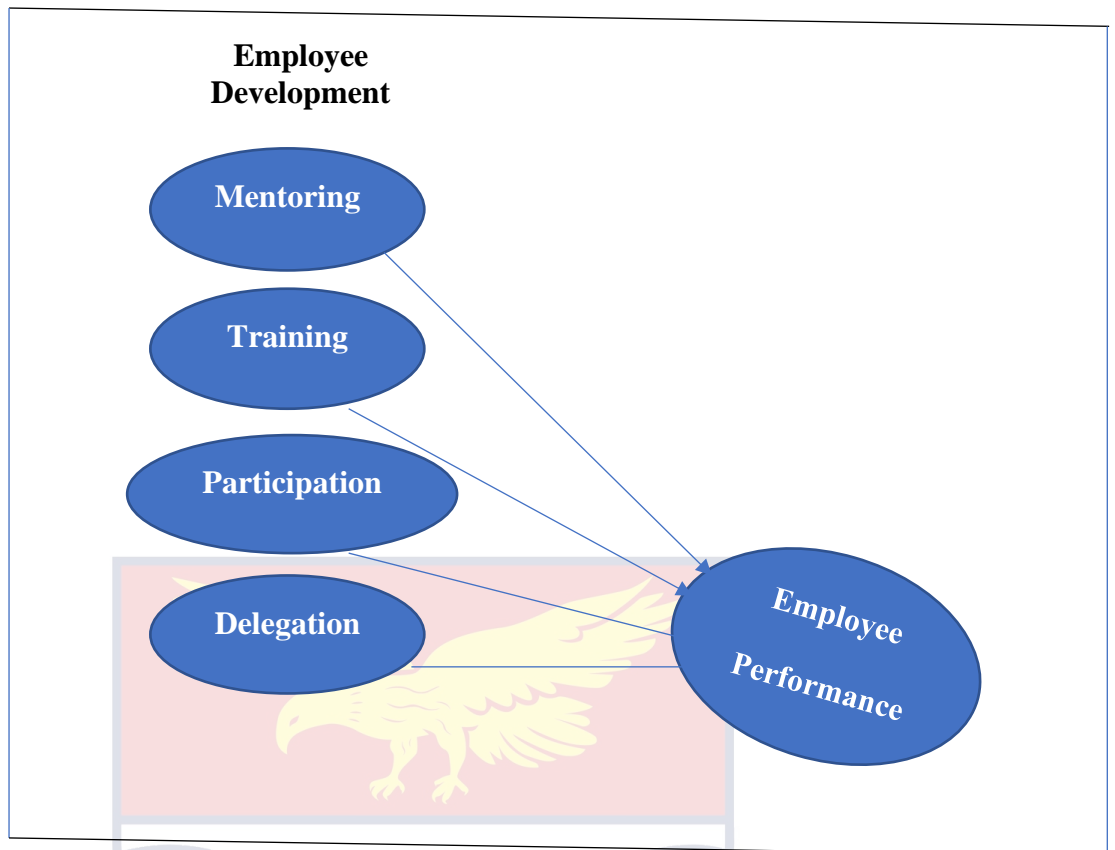 Employee
Development
Mentoring
Training
Participation
Delegation
Employee
Performance